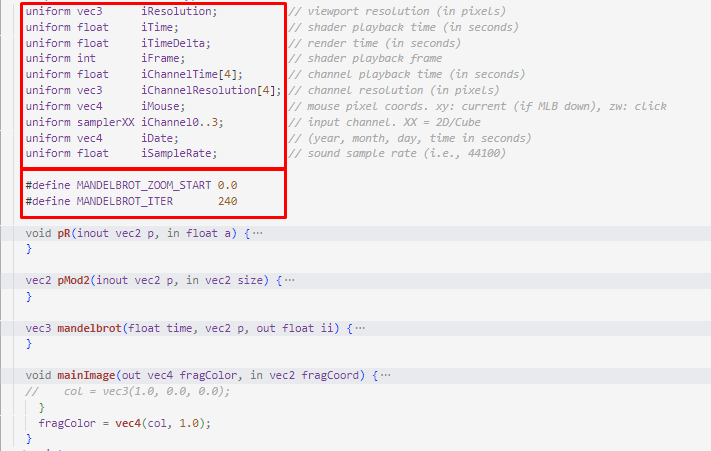 uniform vec3 iResolution; // viewport resolution (in pixels)
uniform float iTime; // shader playback time (in seconds)
uniform float iTimeDelta; // render time (in seconds)
uniform int iFrame; // shader playback frame
uniform float iChannelTime[4]; // channel playback time (in seconds)
uniform vec3 iChannelResolution[4]; // channel resolution (in pixels)
uniform vec4 iMouse; // mouse pixel coords. xy: current (if MLB down), zw: click
uniform samplerXX iChannel0..3; // input channel. XX = 2D/Cube
uniform vec4 iDate; // (year, month, day, time in seconds)
uniform float iSampleRate; // sound sample rate (i.e., 44100)
#define MANDELBROT_ZOOM_START 0.0
#define MANDELBROT_ITER 240
void pR(inout vec2 p, in float a) {···
}
vec2 pMod2(inout vec2 p, in vec2 size) {···
}
vec3 mandelbrot(float time, vec2 p, out float ii) {···
}
void mainImage(out vec4 fragColor, in vec2 fragCoord) {···
// col = vec3(1.0, 0.0, 0.0);
}
fragColor = vec4(col, 1.0);
}